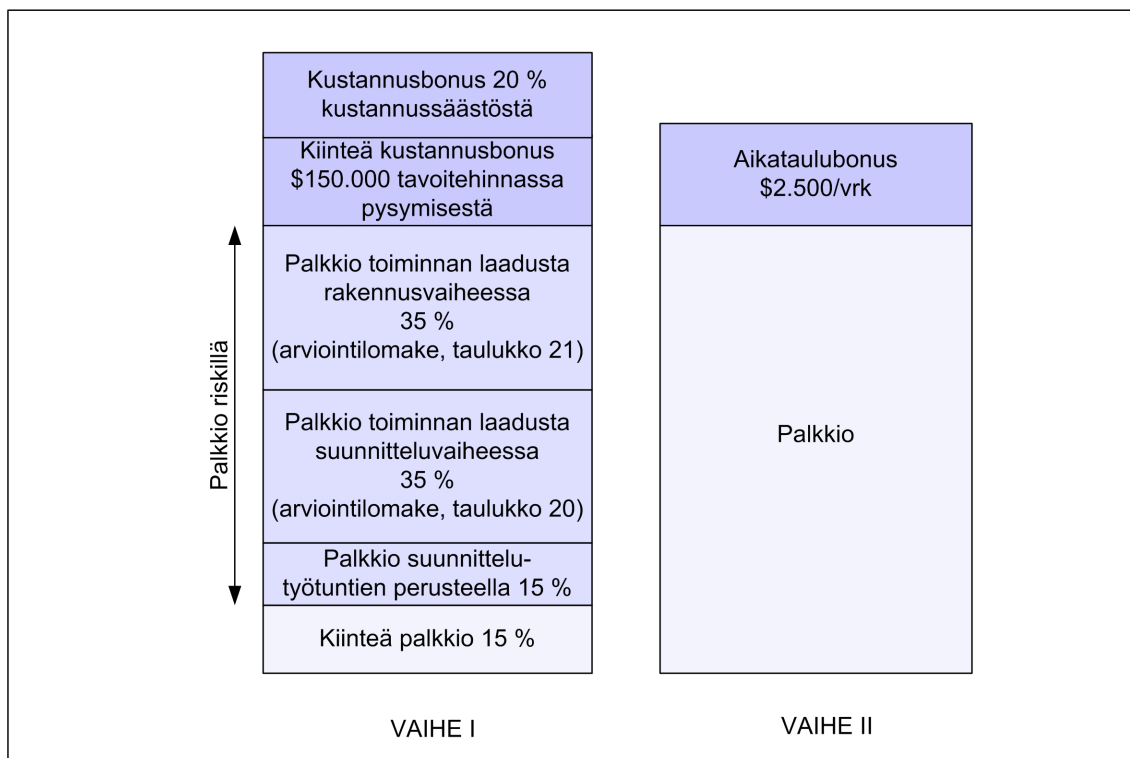 Kustannusbonus 20 %
kustannussäästöstä
Kiinteä kustannusbonus
$150.000 tavoitehinnassa
pysymisestä
Palkkio toiminnan laadusta
rakennusvaiheessa
35 %
(arviointilomake, taulukko 21)
Palkkio toiminnan laadusta
suunnitteluvaiheessa
35 %
(arviointilomake, taulukko 20)
Palkkio suunnittelu-
työtuntien perusteella 15 %
Kiinteä palkkio 15 %
Palkkio riskillä
VAIHE I
Aikataulubonus
$2.500/vrk
Palkkio
VAIHE II